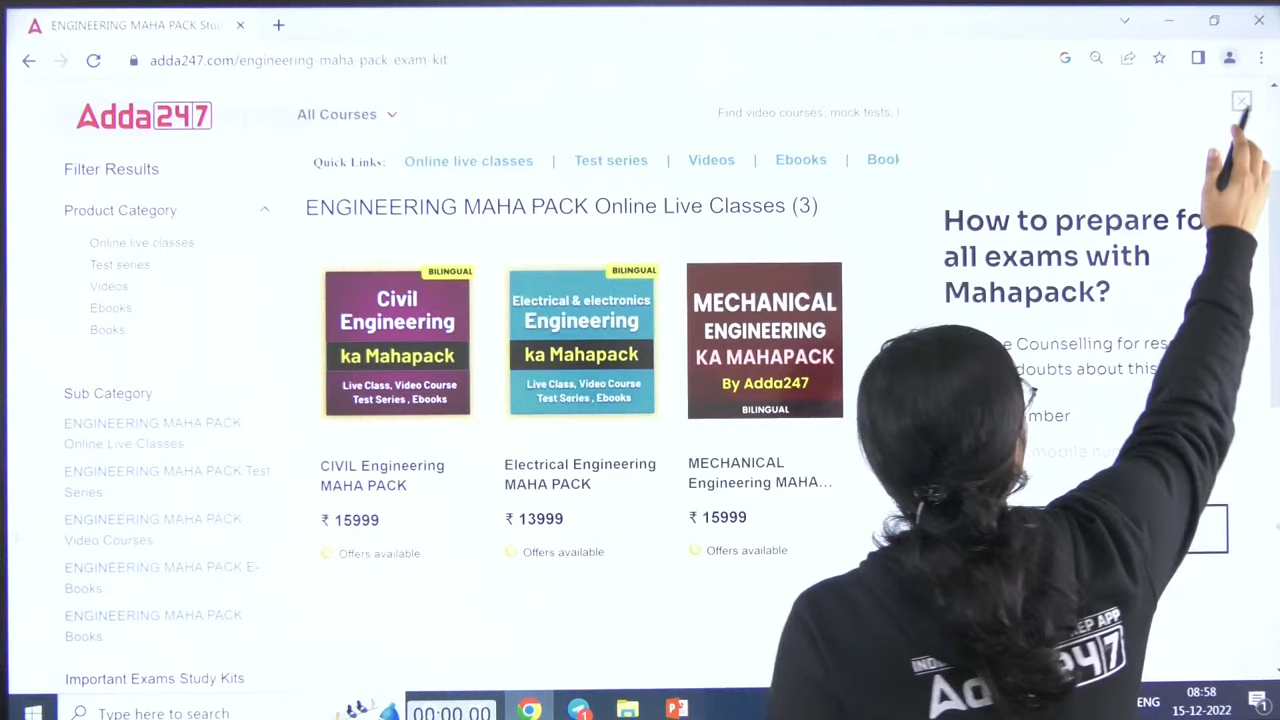 ENGINEERING MAHA PACK Stud
adda247.com/engineering-maha-pack-exam-kit
Adda247
All Courses
Find video courses, mock tests,
Quick Links: Online live classes | Test series | Videos | Ebooks |
Filter Results
Product Category
Online live classes
Test series
Videos
Ebooks
Books
Sub Category
ENGINEERING MAHA PACK
Online Live Classes
ENGINEERING MAHA PACK Test
Series
ENGINEERING MAHA PACK
Video Courses
ENGINEERING MAHA PACK E-
Books
ENGINEERING MAHA PACK
Books
Important Exams Study Kits
ENGINEERING MAHA PACK Online Live Classes (3)
BILINGUAL
Civil
Engineering
ka Mahapack
Live Class, Video Course
Test Series , Ebooks
CIVIL Engineering
MAHA PACK
₹ 15999
Offers available
BILINGUAL
Electrical & electronics
Engineering
ka Mahapack
Live Class, Video Course
Test Series , Ebooks
Electrical Engineering
MAHA PACK
₹ 13999
Offers available
MECHANICAL
ENGINEERING
KA MAHAPACK
By Adda247
BILINGUAL
MECHANICAL
Engineering MAHA...
₹ 15999
Offers available
How to prepare fo
all exams with
Mahapack?
Counselling for
doubts about this
mobile
APP
Type here to search
00:00.00
ENG
08:58
15-12-2022